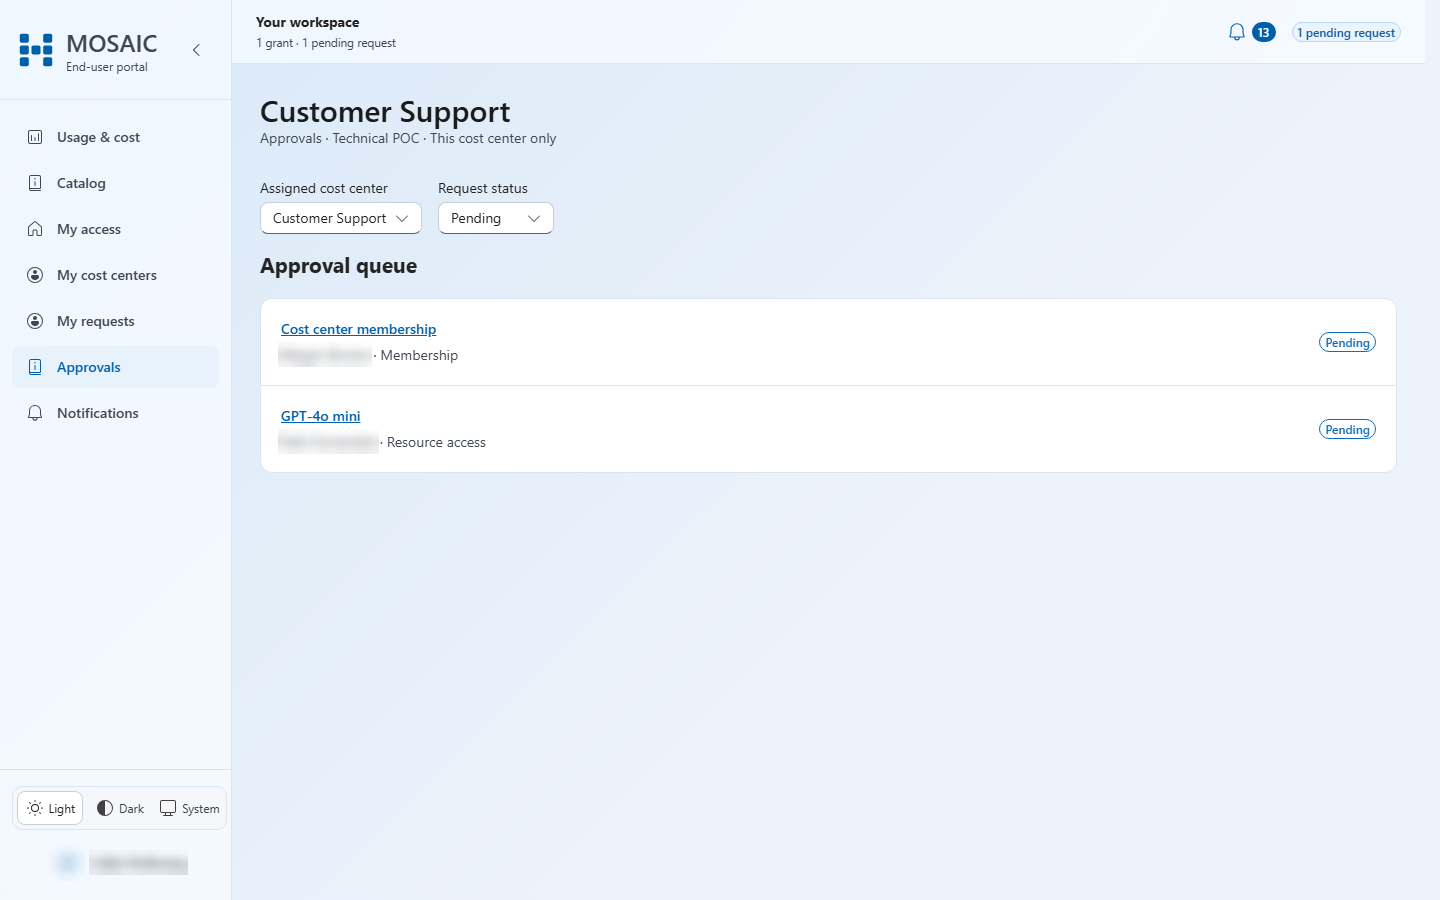 MOSAIC
End-user portal
Usage & cost
Catalog
My access
My cost centers
My requests
Approvals
Notifications
Light
Dark
System
Your workspace
1 grant · 1 pending request
13
1 pending request
Customer Support
Approvals · Technical POC · This cost center only
Assigned cost center
Request status
Customer Support
Pending
Approval queue
Cost center membership
· Membership
Pending
GPT-4o mini
· Resource access
Pending